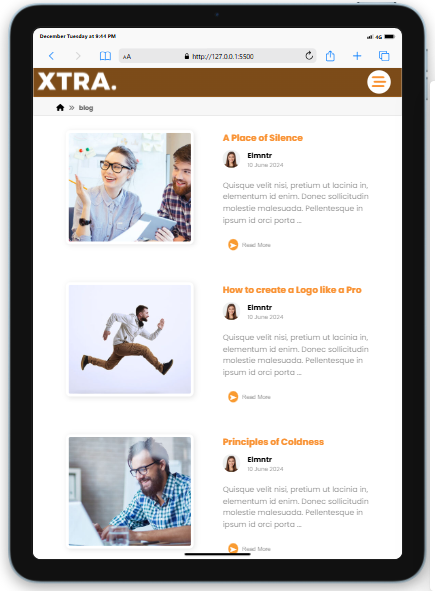 December Tuesday at 9:44 PM
4G
AA
http://127.0.0.1:5500
XTRA.
blog
A Place of Silence
Elmntr
10 June 2024
Quisque velit nisi, pretium ut lacinia in,
elementum id enim. Donec sollicitudin
molestie malesuada. Pellentesque in
ipsum id orci porta ...
Read More
How to create a Logo like a Pro
Elmntr
10 June 2024
Quisque velit nisi, pretium ut lacinia in,
elementum id enim. Donec sollicitudin
molestie malesuada. Pellentesque in
ipsum id orci porta ...
Read More
Principles of Coldness
Elmntr
10 June 2024
Quisque velit nisi, pretium ut lacinia in,
elementum id enim. Donec sollicitudin
molestie malesuada. Pellentesque in
ipsum id orci porta ...
Read More